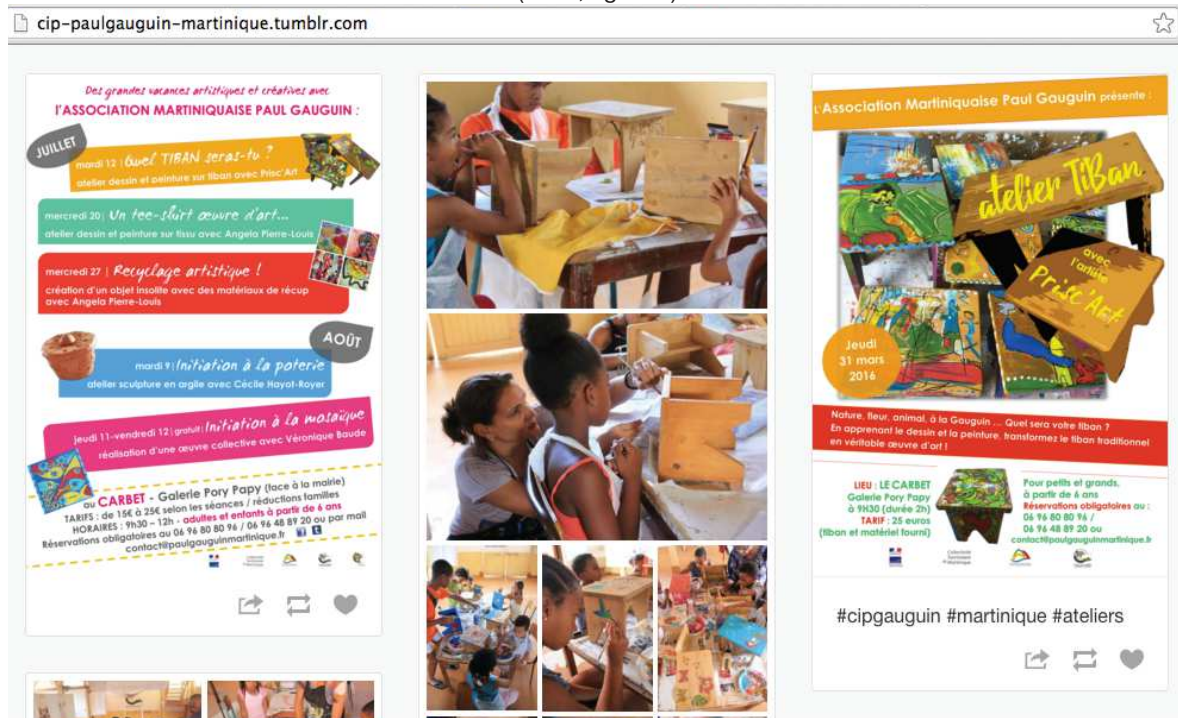 cip-paulgauguin-martinique.tumblr.com
Des grandes vacances artistiques et créatives avec
l'ASSOCIATION MARTINIQUAISE PAUL GAUGUIN :
JUILLET
mardi 12 | Quel TIBAN seras-tu ?
atelier dessin et peinture sur tiban avec Prisc'Art
mercredi 20 | Un tee-shirt œuvre d'art...
atelier dessin et peinture sur tissu avec Angela Pierre-Louis
mercredi 27 | Recyclage artistique !
création d'un objet insolite avec des matériaux de récup
avec Angela Pierre-Louis
AOÛT
mardi 9 | Initiation à la poterie
atelier sculpture en argile avec Cécile Hayot-Royer
jeudi 11-vendredi 12 | gratuit | Initiation à la mosaïque
réalisation d'une œuvre collective avec Véronique Baude
au CARBET - Galerie Pory Papy (face à la mairie)
TARIFS : de 15€ à 25€ selon les séances / réductions familles
HORAIRES : 9h30 – 12h - adultes et enfants à partir de 6 ans
Réservations obligatoires au 06 96 80 80 96 / 06 96 48 89 20 ou par mail
contact@paulgauguinmartinique.fr
L'Association Martiniquaise Paul Gauguin présente :
atelier TiBan
avec
l'artiste
Prisc'Art
Jeudi
31 mars
2016
Nature, fleur, animal, à la Gauguin ... Quel sera votre tiban ?
En apprenant le dessin et la peinture, transformez le tiban traditionnel
en véritable œuvre d'art !
LIEU : LE CARBET
Galerie Pory Papy
à 9H30 (durée 2h)
TARIF : 25 euros
(tiban et matériel fourni)
Pour petits et grands,
à partir de 6 ans
Réservations obligatoires au :
06 96 80 80 96 /
06 96 48 89 20 ou
contact@paulgauguinmartinique.fr
#cipgauguin #martinique #ateliers